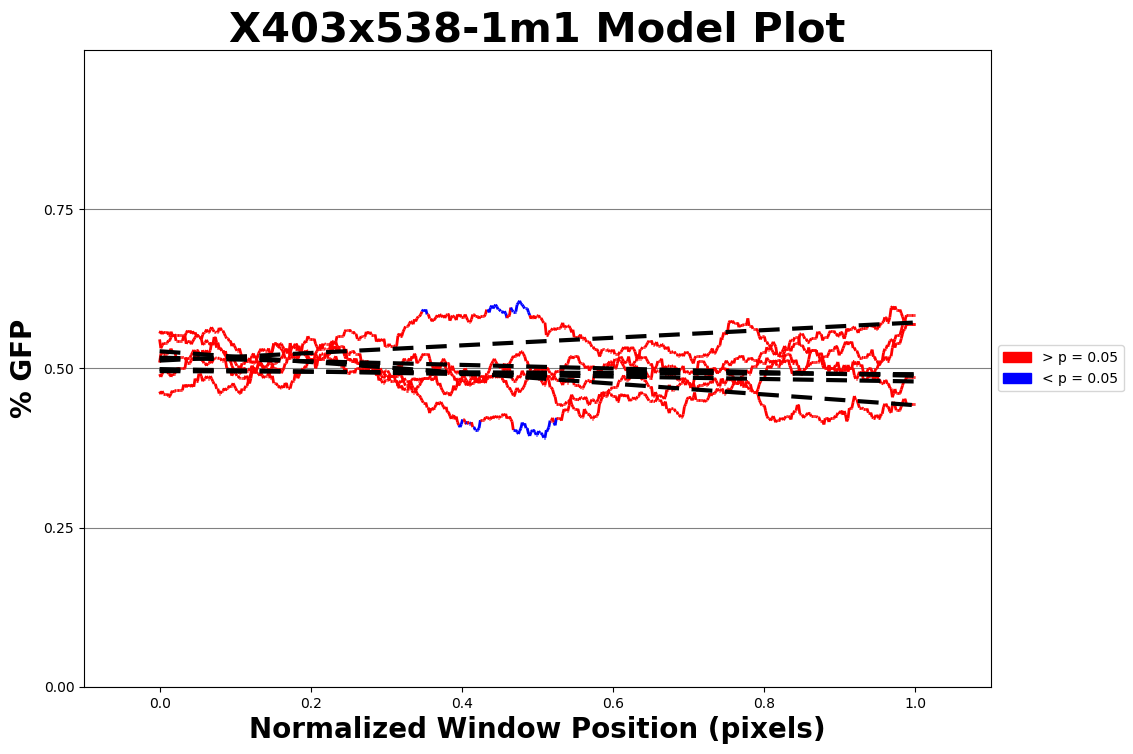 X403x538-1m1 Model Plot
% GFP
0.75
0.50
0.25
0.00
0.0 0.2 0.4 0.6 0.8 1.0
Normalized Window Position (pixels)
> p = 0.05
< p = 0.05